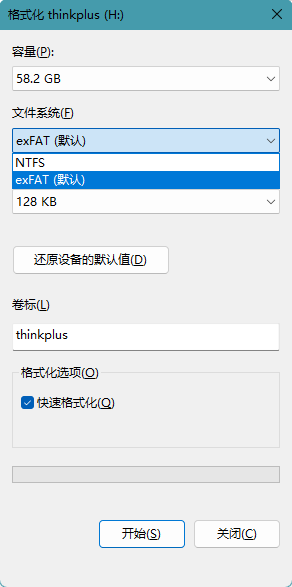 格式化 thinkplus (H:)
容量(P):
58.2 GB
文件系统(F)
exFAT (默认)
NTFS
exFAT (默认)
128 KB
还原设备的默认值(D)
卷标(L)
thinkplus
格式化选项(O)
快速格式化(Q)
开始(S)
关闭(C)